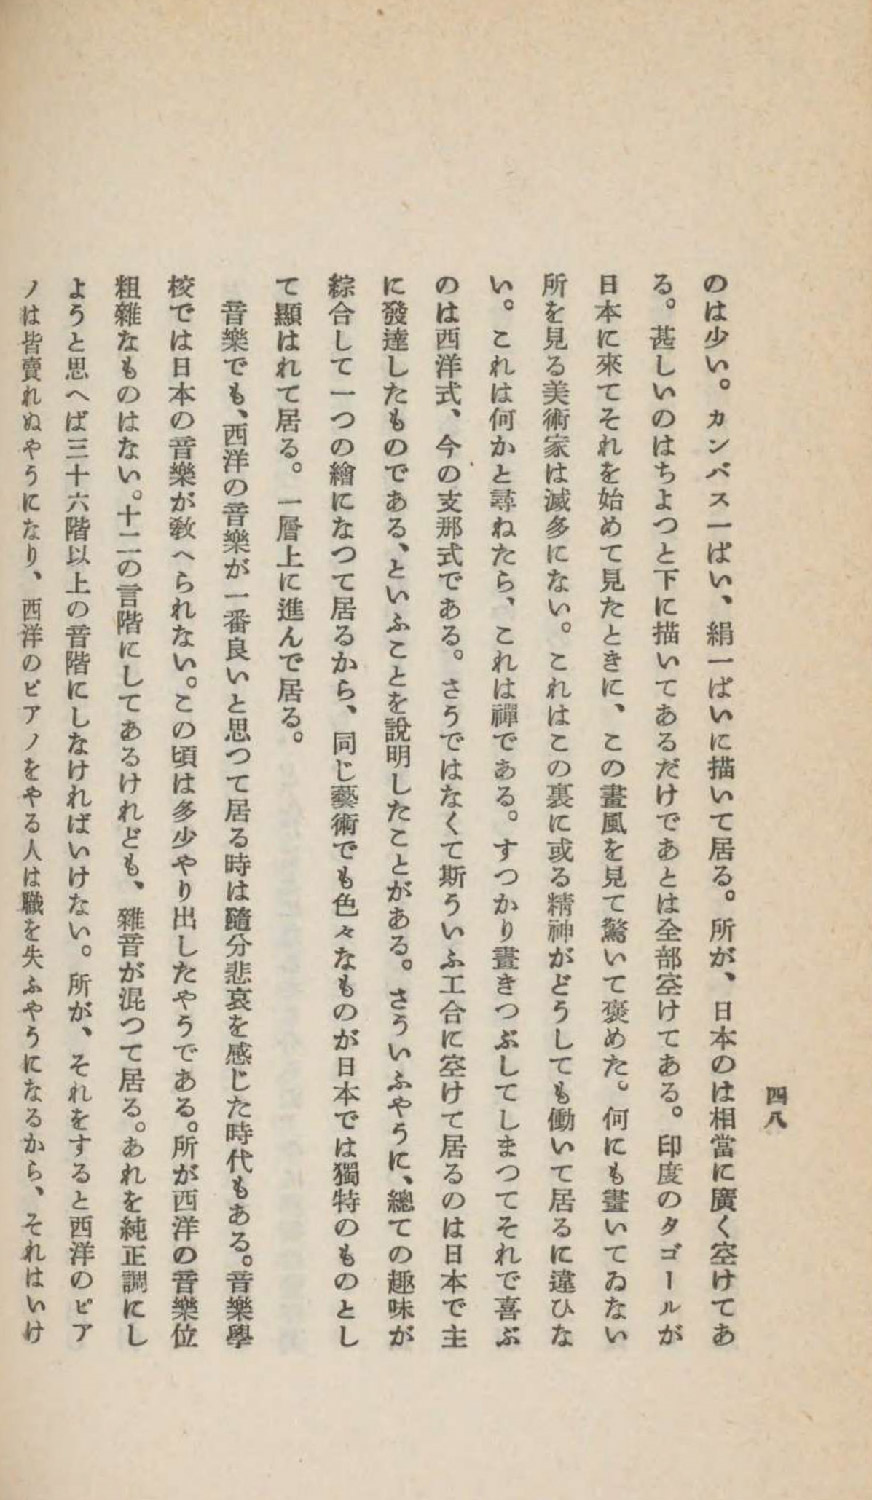 四八
のは少い。カンバス一ぱい、絹一ぱいに描いて居る。所が、日本のは相當に廣く空けてあ
る。甚しいのはちよつと下に描いてあるだけであとは全部空けてある。印度のタゴールが
日本に來てそれを始めて見たときに、この畫風を見て驚いて褒めた。何にも畫いてゐない
所を見る美術家は滅多にない。これはこの裏に或る精神がどうしても働いて居るに違ひな
い。これは何かと尋ねたら、これは禪である。すつかり畫きつぶしてしまつてそれで喜ぶ
のは西洋式、今の支那式である。さうではなくて斯ういふ工合に空けて居るのは日本で主
に發達したものである、といふことを說明したことがある。さういふやうに、總ての趣味が
綜合して一つの繪になつて居るから、同じ藝術でも色々なものが日本では獨特のものとし
て顯はれて居る。一層上に進んで居る。
音樂でも、西洋の音樂が一番良いと思つて居る時は隨分悲哀を感じた時代もある。音樂學
校では日本の音樂が敎へられない。この頃は多少やり出したやうである。所が西洋の音樂位
粗雜なものはない。十二の言階にしてあるけれども、雜音が混つて居る。あれを純正調にし
ようと思へば三十六階以上の音階にしなければいけない。所が、それをすると西洋のピア
ノは皆賣れぬやうになり、西洋のピアノをやる人は職を失ふやうになるから、それはいけ